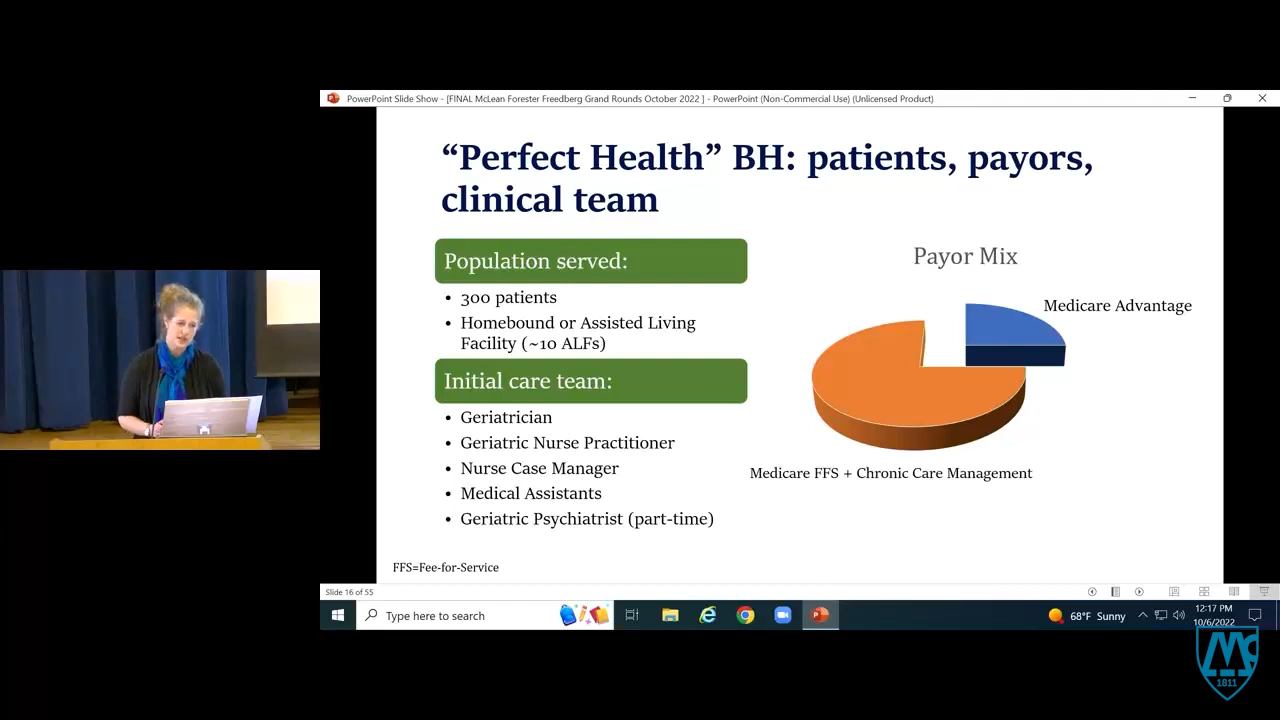 PowerPoint Slide Show - [FINAL McLean Forester Freedberg Grand Rounds October 2022 ] - PowerPoint (Non-Commercial Use) (Unlicensed Product)
“Perfect Health” BH: patients, payors,
clinical team
Population served:
• 300 patients
• Homebound or Assisted Living
Facility (~10 ALFs)
Initial care team:
• Geriatrician
• Geriatric Nurse Practitioner
• Nurse Case Manager
• Medical Assistants
• Geriatric Psychiatrist (part-time)
Payor Mix
Medicare Advantage
Medicare FFS + Chronic Care Management
FFS=Fee-for-Service
Slide 16 of 55
Type here to search
68°F Sunny
12:17 PM
10/6/2022
Mc
1811